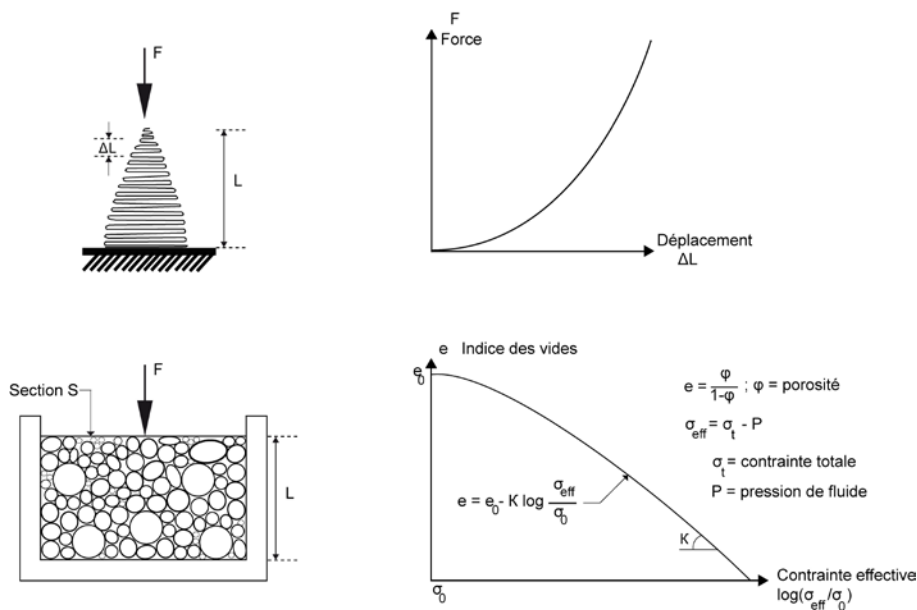 F
ΔL
L
F
Force
Déplacement
ΔL
F
Section S
L
e Indice des vides
e₀
e = φ/(1-φ) ; φ = porosité
σeff = σt - P
σt = contrainte totale
P = pression de fluide
e = e₀ - K log σeff/σ₀
K
σ₀
Contrainte effective
log(σeff/σ₀)